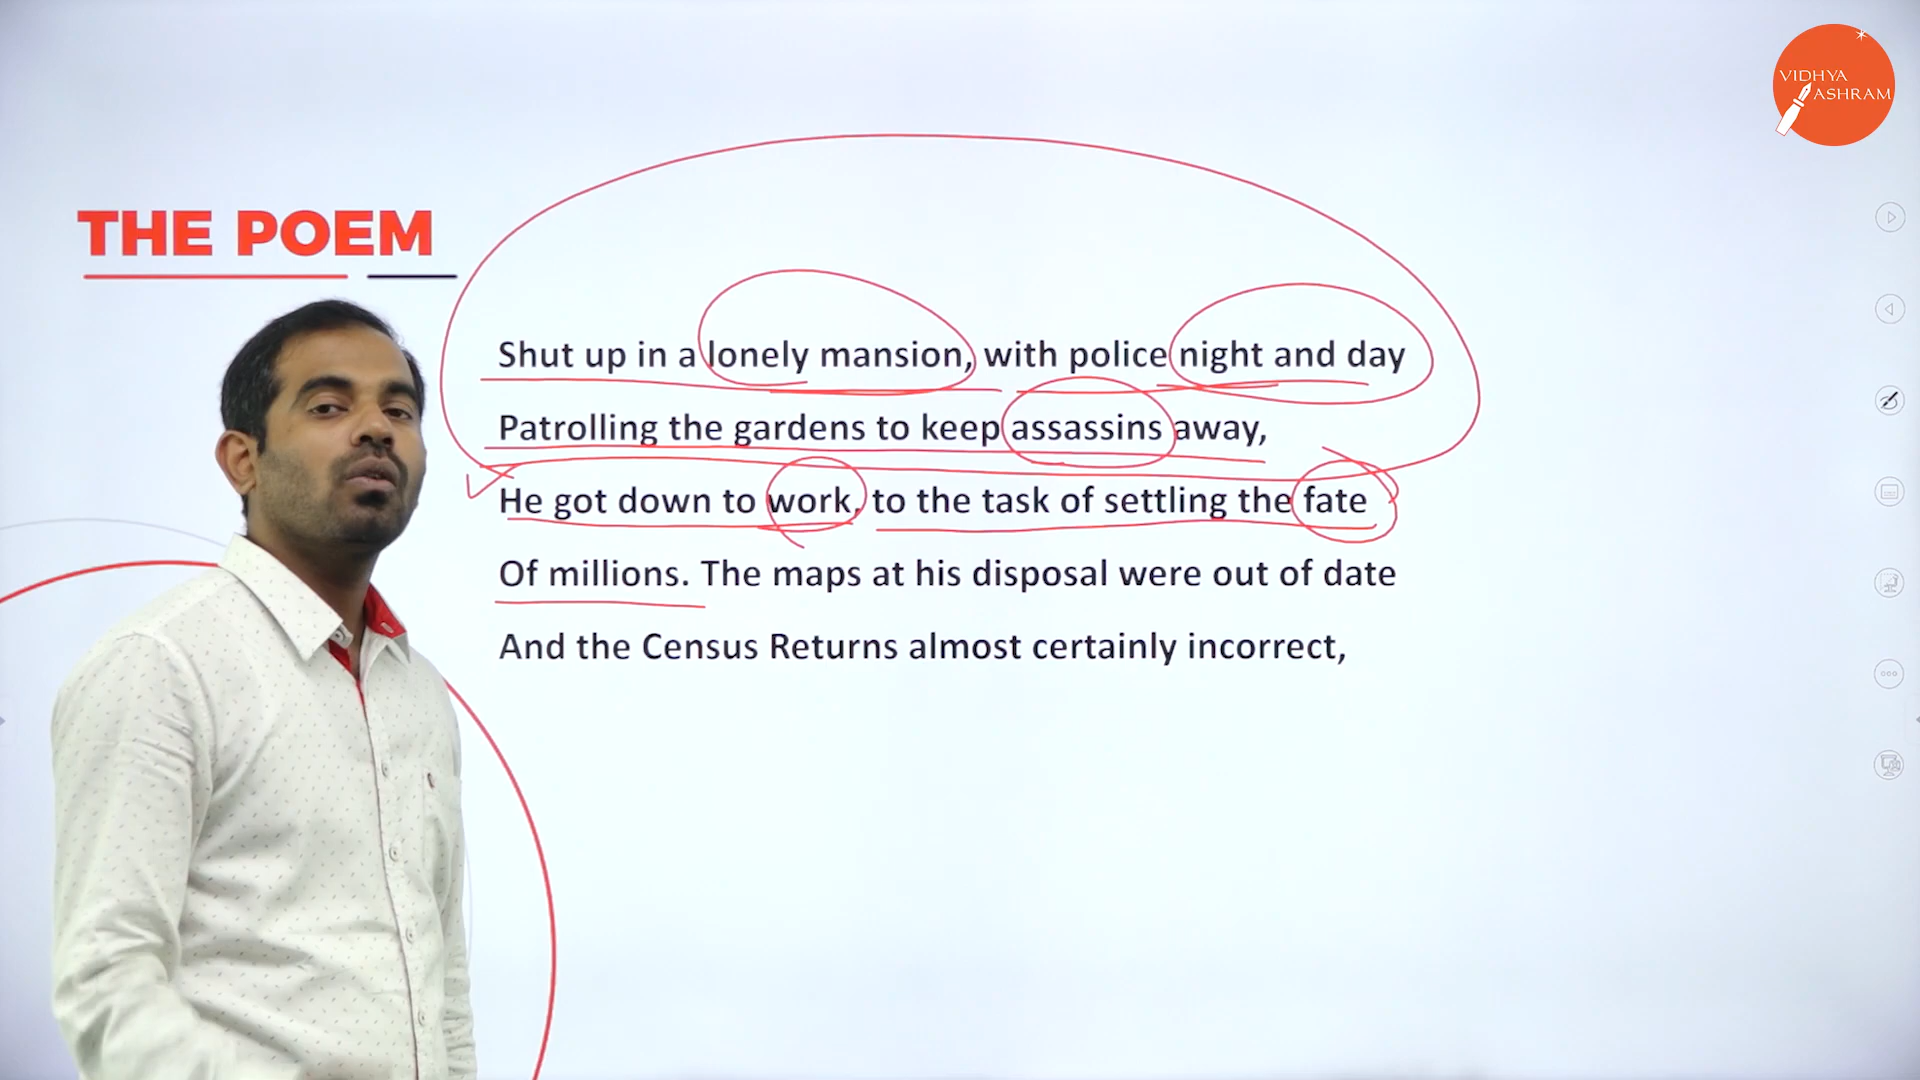 VIDHYA
ASHRAM
THE POEM
Shut up in a lonely mansion, with police night and day
Patrolling the gardens to keep assassins away,
He got down to work, to the task of settling the fate
Of millions. The maps at his disposal were out of date
And the Census Returns almost certainly incorrect,